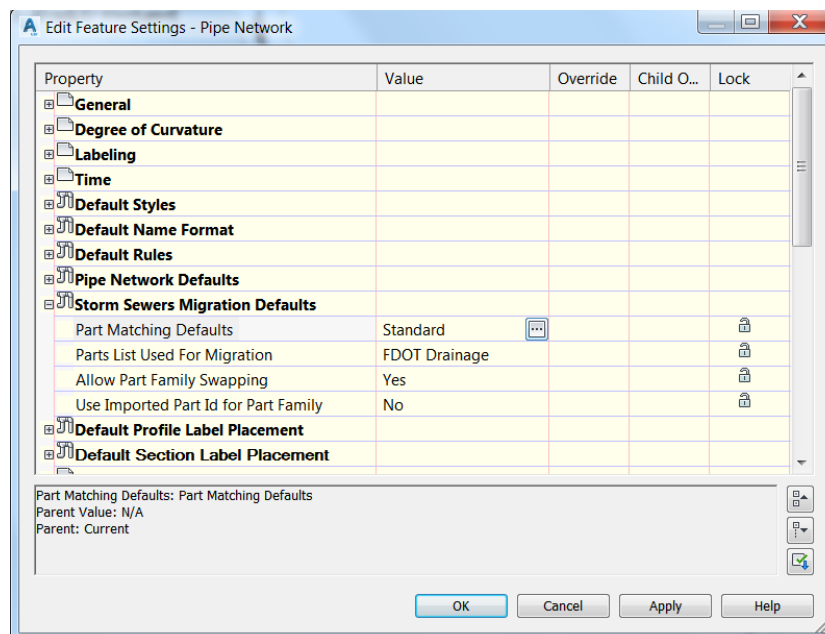 Edit Feature Settings - Pipe Network
Property Value Override Child O... Lock
General
Degree of Curvature
Labeling
Time
Default Styles
Default Name Format
Default Rules
Pipe Network Defaults
Storm Sewers Migration Defaults
Part Matching Defaults Standard ...
Parts List Used For Migration FDOT Drainage
Allow Part Family Swapping Yes
Use Imported Part Id for Part Family No
Default Profile Label Placement
Default Section Label Placement
Part Matching Defaults: Part Matching Defaults
Parent Value: N/A
Parent: Current
OK Cancel Apply Help